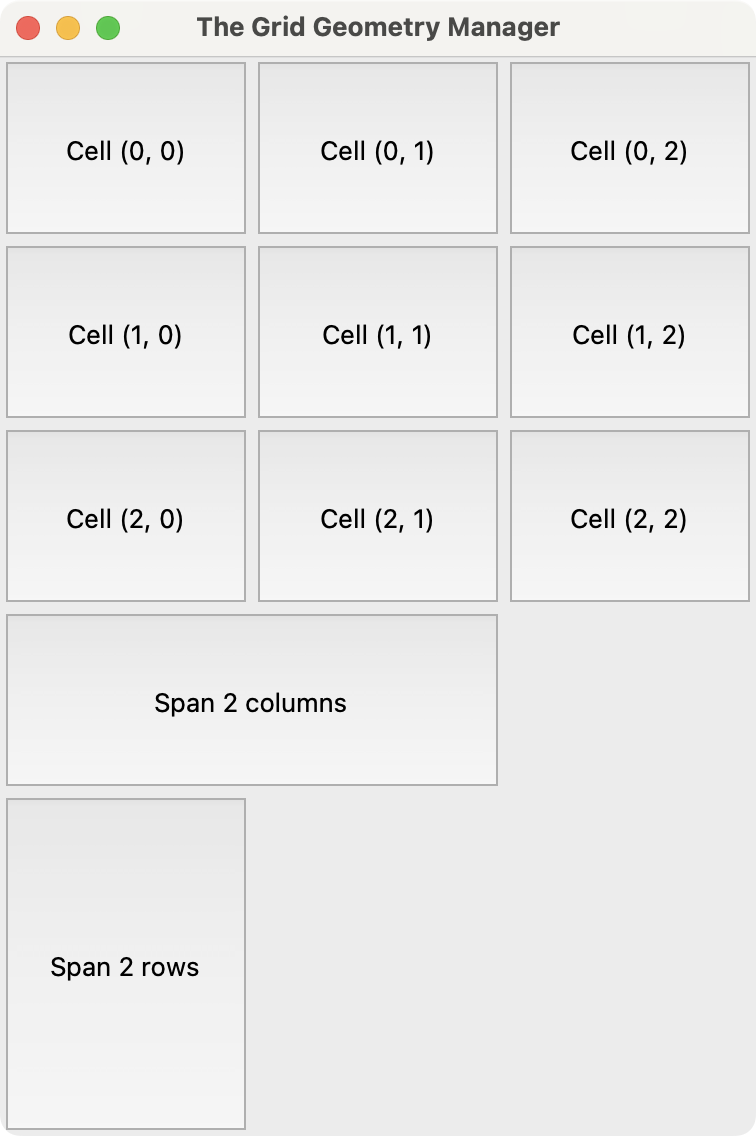 The Grid Geometry Manager
Cell (0, 0)
Cell (0, 1)
Cell (0, 2)
Cell (1, 0)
Cell (1, 1)
Cell (1, 2)
Cell (2, 0)
Cell (2, 1)
Cell (2, 2)
Span 2 columns
Span 2 rows